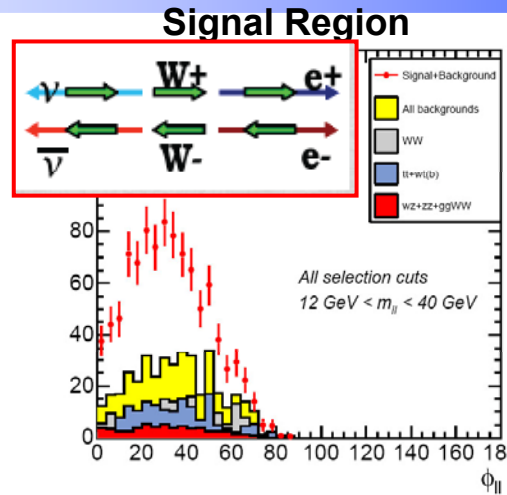 Signal Region
ν W+ e+
ν̅ W- e-
Signal+Background
All backgrounds
WW
tt+wt(b)
wz+zz+ggWW
All selection cuts
12 GeV < m_ll < 40 GeV
80
60
40
20
0
0 20 40 60 80 100 120 140 160 18
ϕ_ll